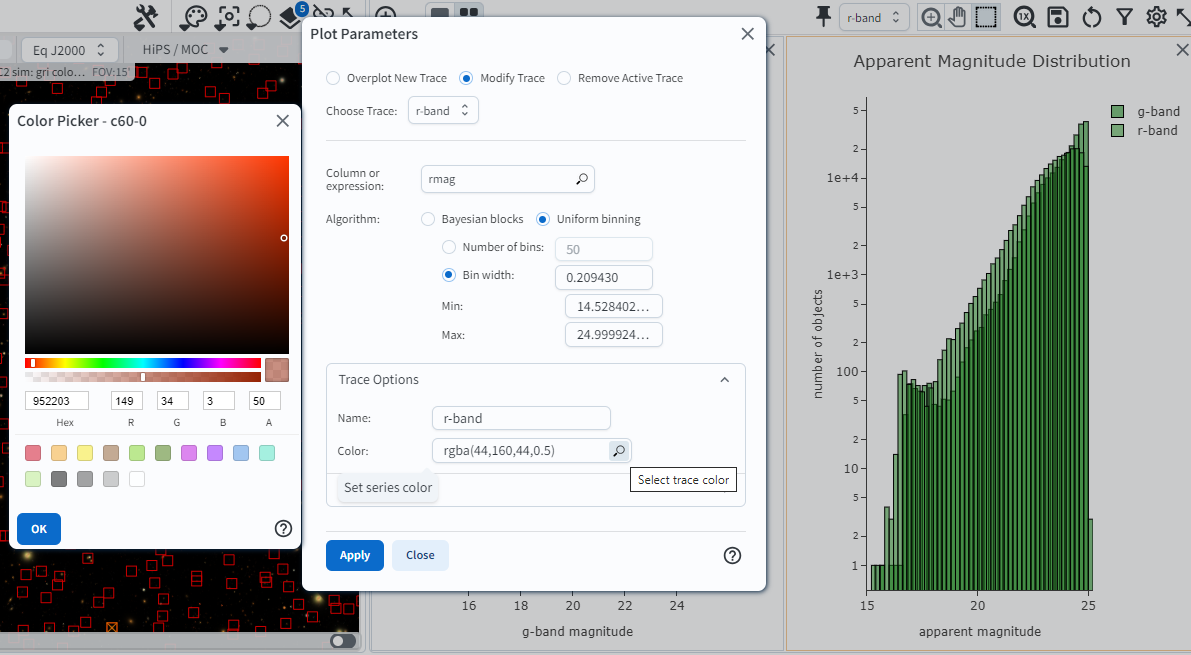 5
r-band
1X
Eq J2000
HiPS / MOC
C2 sim: gri colo... FOV:15'
Color Picker - c60-0
952203 149 34 3 50
Hex R G B A
OK
Plot Parameters
Overplot New Trace Modify Trace Remove Active Trace
Choose Trace: r-band
Column or
expression:
rmag
Algorithm: Bayesian blocks Uniform binning
Number of bins: 50
Bin width: 0.209430
Min: 14.528402...
Max: 24.999924...
Trace Options
Name: r-band
Color: rgba(44,160,44,0.5)
Select trace color
Set series color
Apply Close
16 18 20 22 24
g-band magnitude
Apparent Magnitude Distribution
g-band
r-band
number of objects
5
2
1e+4
5
2
1e+3
5
2
100
5
2
10
5
2
1
15 20 25
apparent magnitude